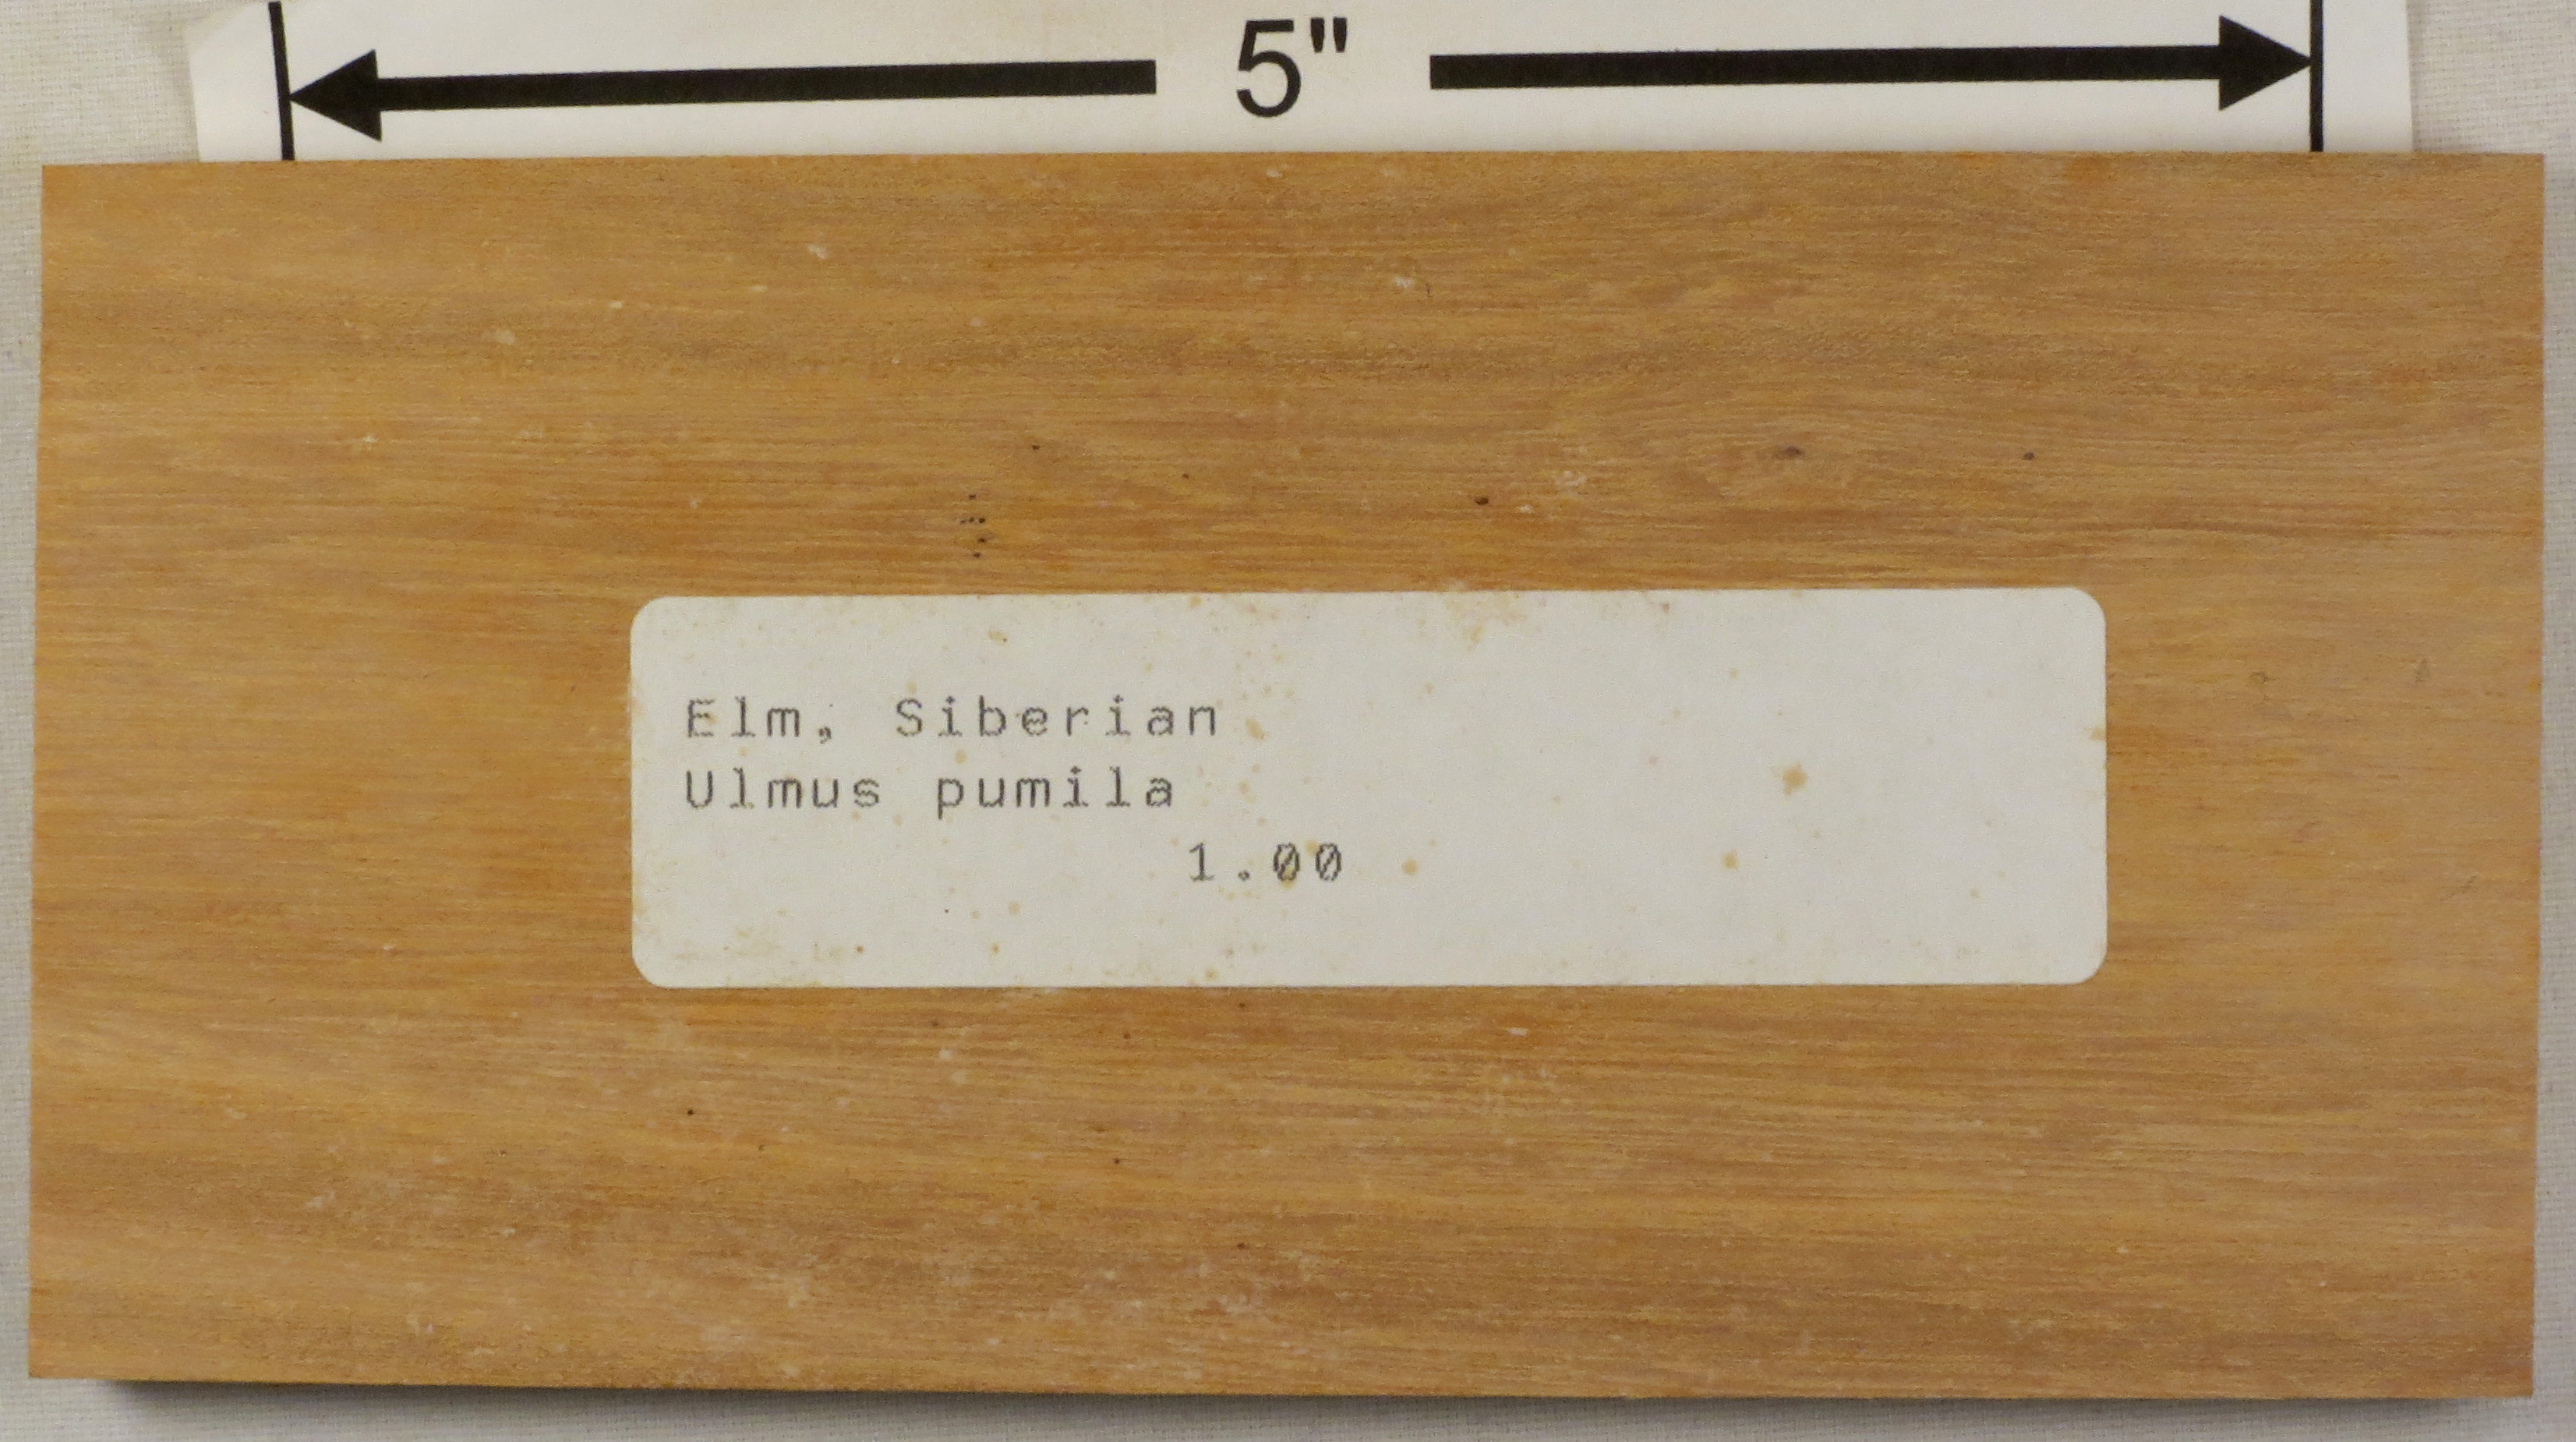 5"
Elm, Siberian
Ulmus pumila
1.00